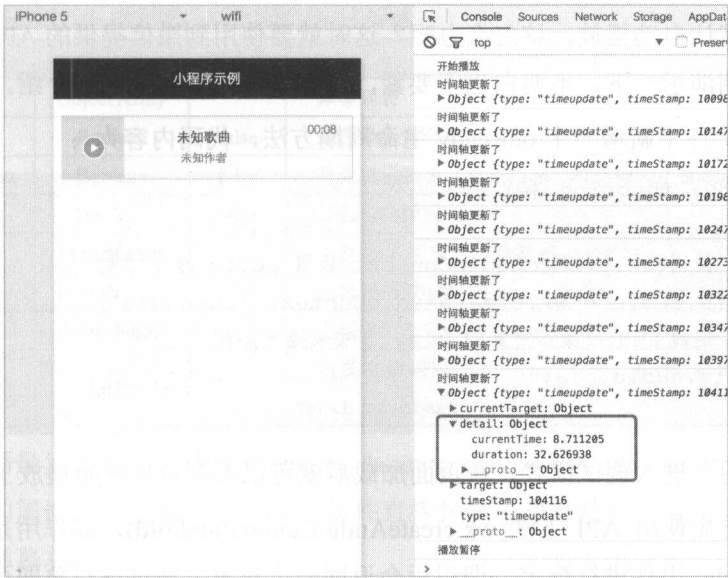 iPhone 5 wifi
Console Sources Network Storage AppDat
top Preser
小程序示例
未知歌曲 00:08
未知作者
开始播放
时间轴更新了
Object {type: "timeupdate", timeStamp: 10098
时间轴更新了
Object {type: "timeupdate", timeStamp: 10147
时间轴更新了
Object {type: "timeupdate", timeStamp: 10172
时间轴更新了
Object {type: "timeupdate", timeStamp: 10198
时间轴更新了
Object {type: "timeupdate", timeStamp: 10247
时间轴更新了
Object {type: "timeupdate", timeStamp: 10273
时间轴更新了
Object {type: "timeupdate", timeStamp: 10322
时间轴更新了
Object {type: "timeupdate", timeStamp: 10347
时间轴更新了
Object {type: "timeupdate", timeStamp: 10397
时间轴更新了
Object {type: "timeupdate", timeStamp: 10411
currentTarget: Object
detail: Object
currentTime: 8.711205
duration: 32.626938
__proto__: Object
target: Object
timeStamp: 104116
type: "timeupdate"
__proto__: Object
播放暂停